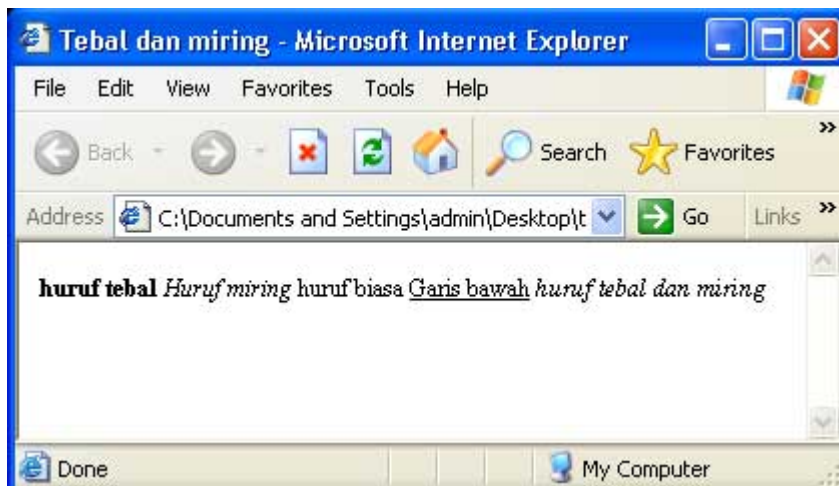 Tebal dan miring - Microsoft Internet Explorer
File Edit View Favorites Tools Help
Back Search Favorites »
Address C:\Documents and Settings\admin\Desktop\t Go Links »
huruf tebal Huruf miring huruf biasa Garis bawah huruf tebal dan miring
Done My Computer